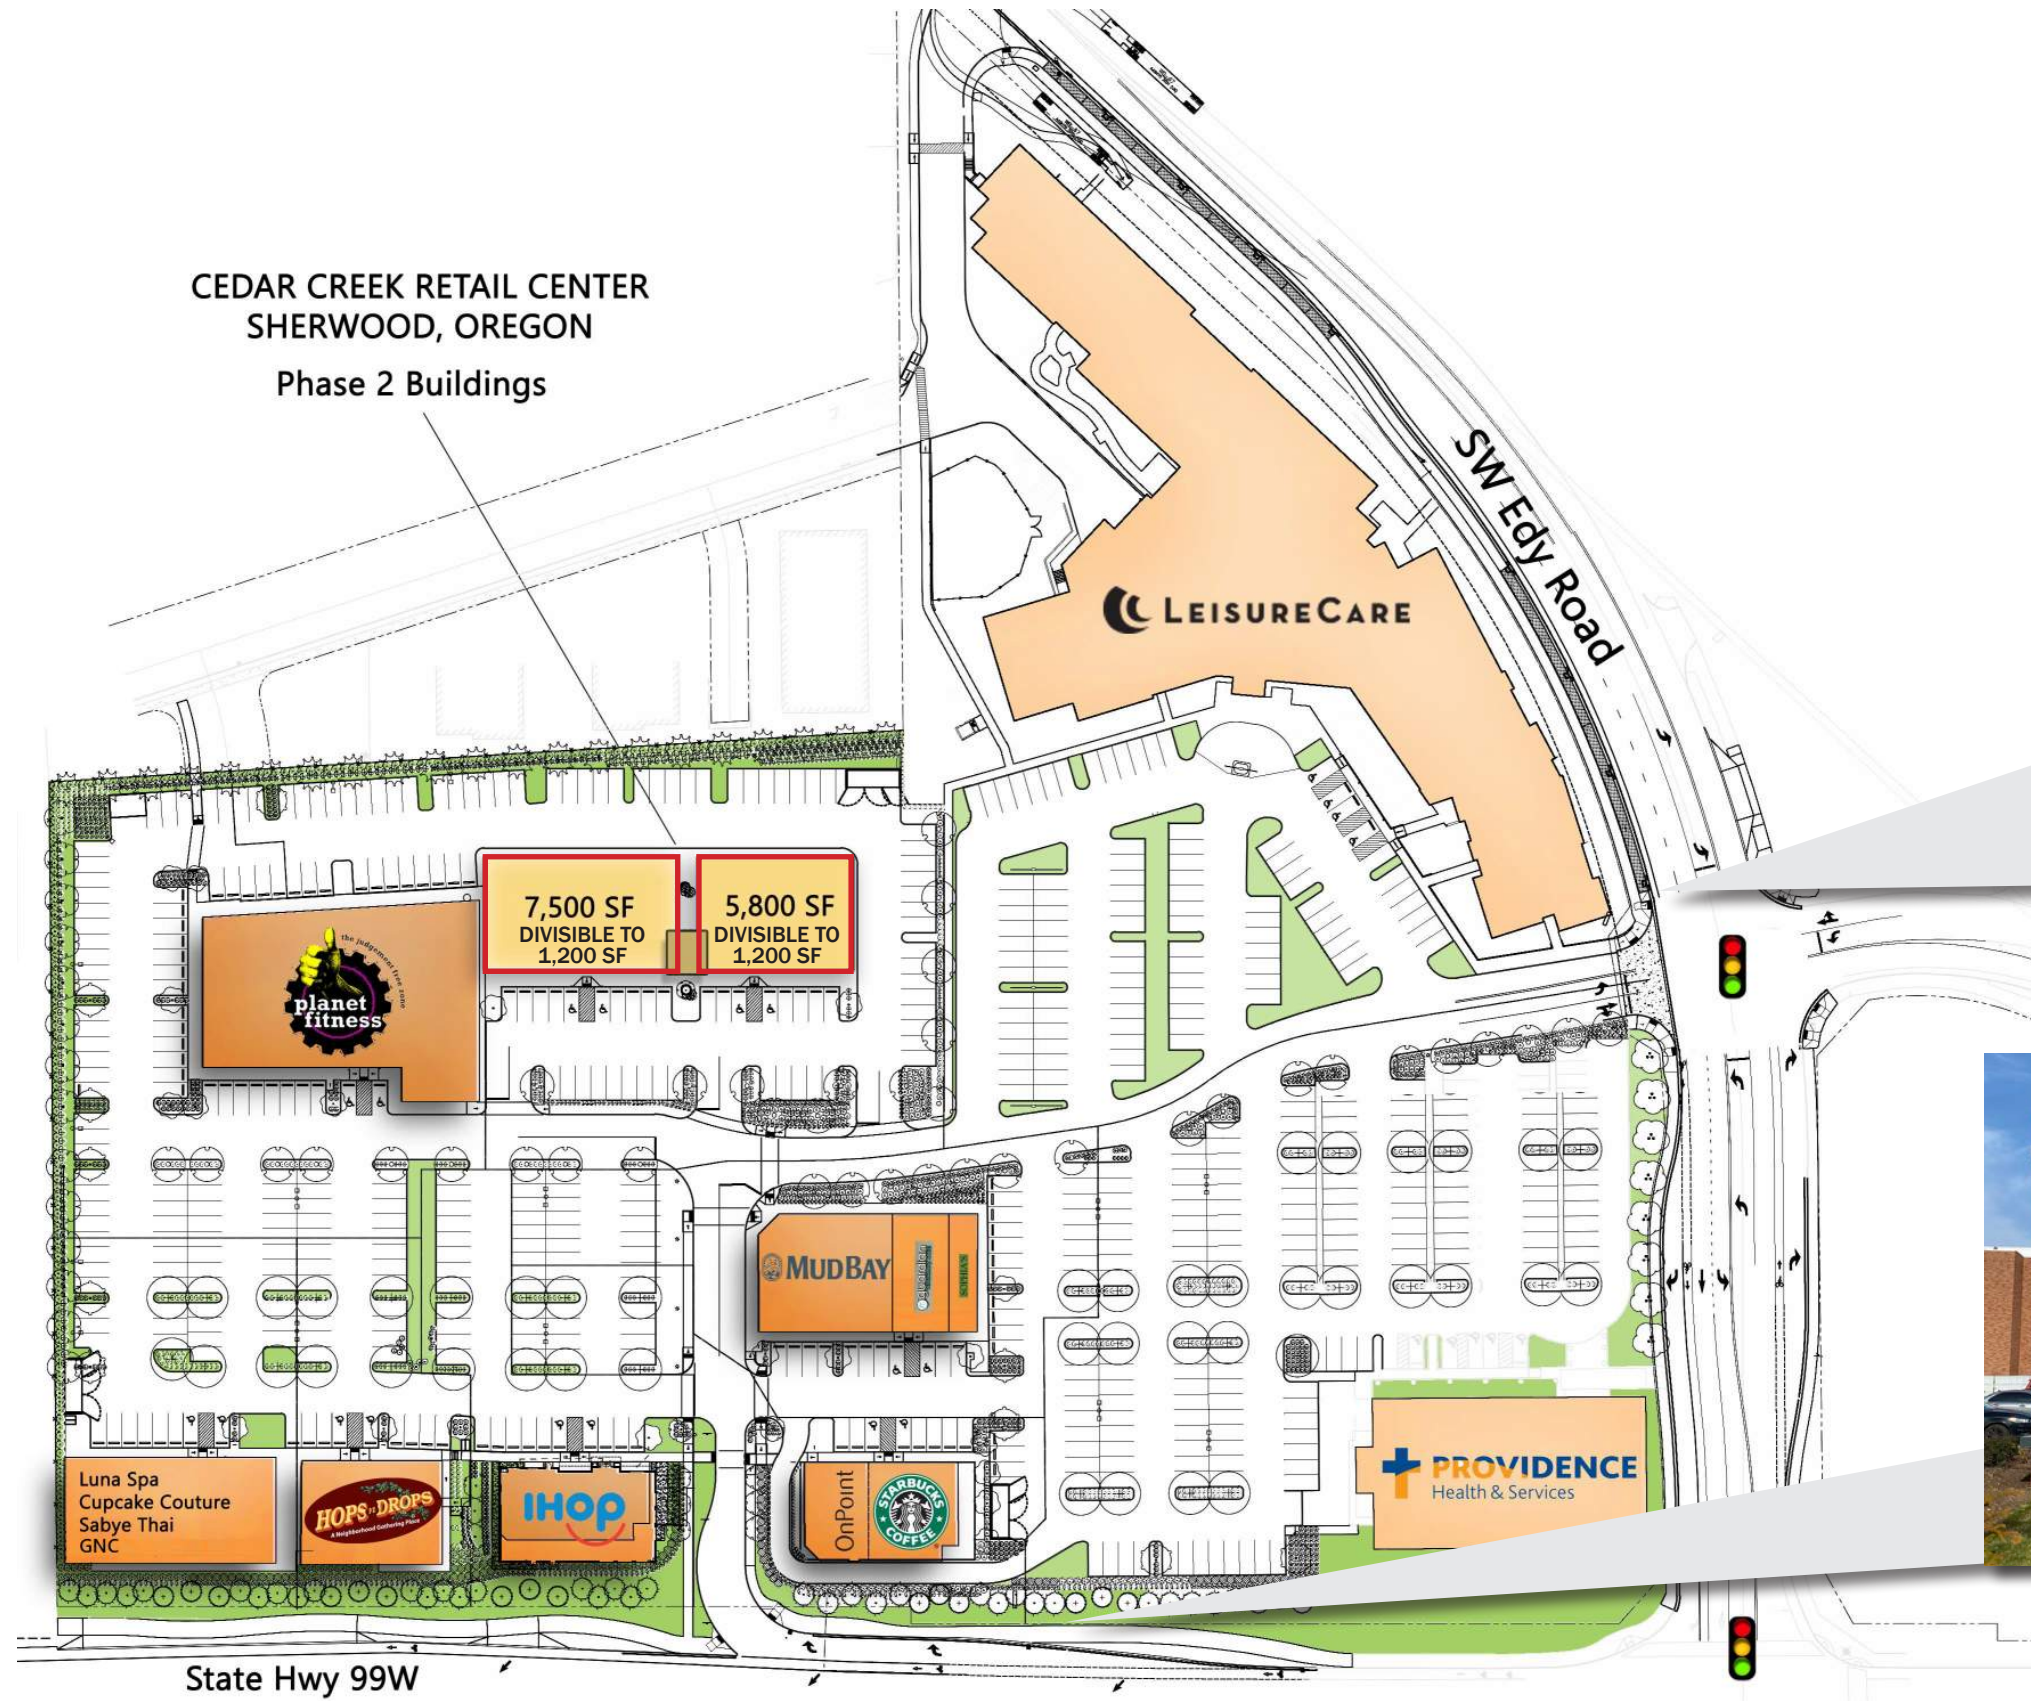 CEDAR CREEK RETAIL CENTER
SHERWOOD, OREGON
Phase 2 Buildings
SW Edy Road
LEISURECARE
7,500 SF
DIVISIBLE TO
1,200 SF
5,800 SF
DIVISIBLE TO
1,200 SF
the judgement free zone
planet
fitness
MUD BAY
SUBWAY
Luna Spa
Cupcake Couture
Sabye Thai
GNC
HOPS N DROPS
A Neighborhood Gathering Place
IHOP
OnPoint
STARBUCKS
COFFEE
PROVIDENCE
Health & Services
State Hwy 99W